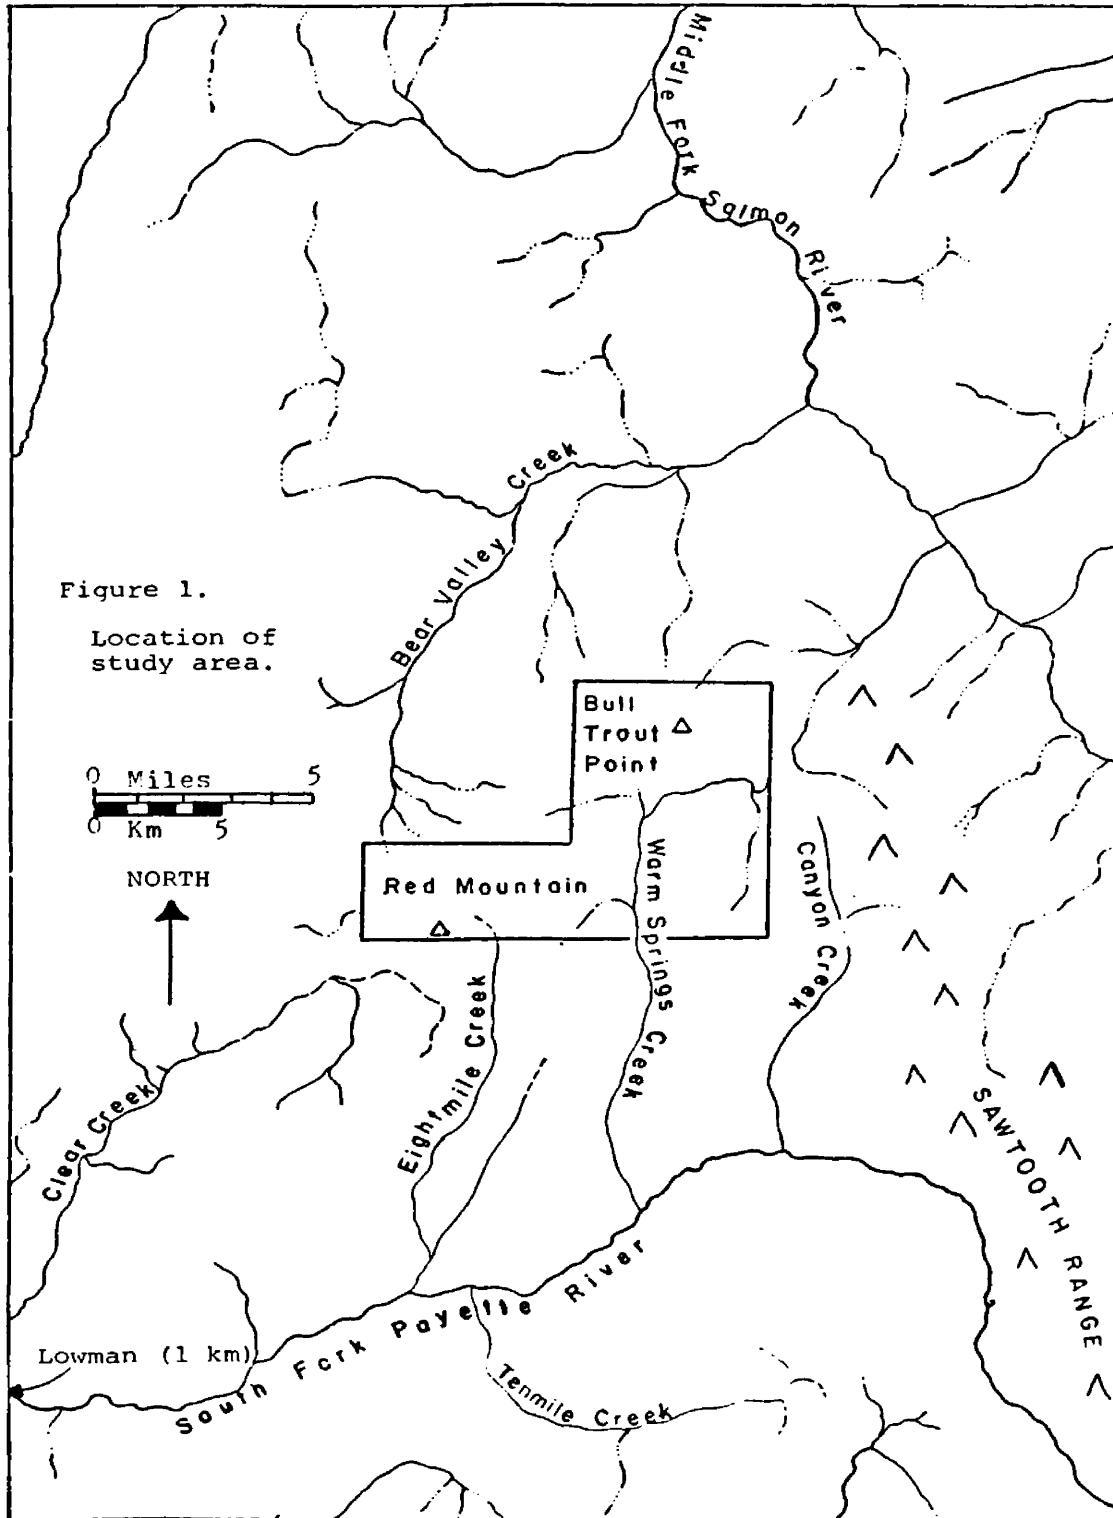 Middle Fork Salmon River
Bear Valley Creek
Figure 1.
Location of
study area.
Bull
Trout
Point
0 Miles 5
0 Km 5
NORTH
Red Mountain
Warm Springs Creek
Canyon Creek
Eightmile Creek
Clear Creek
SAWTOOTH RANGE
Lowman (1 km)
South Fork Payette River
Tenmile Creek